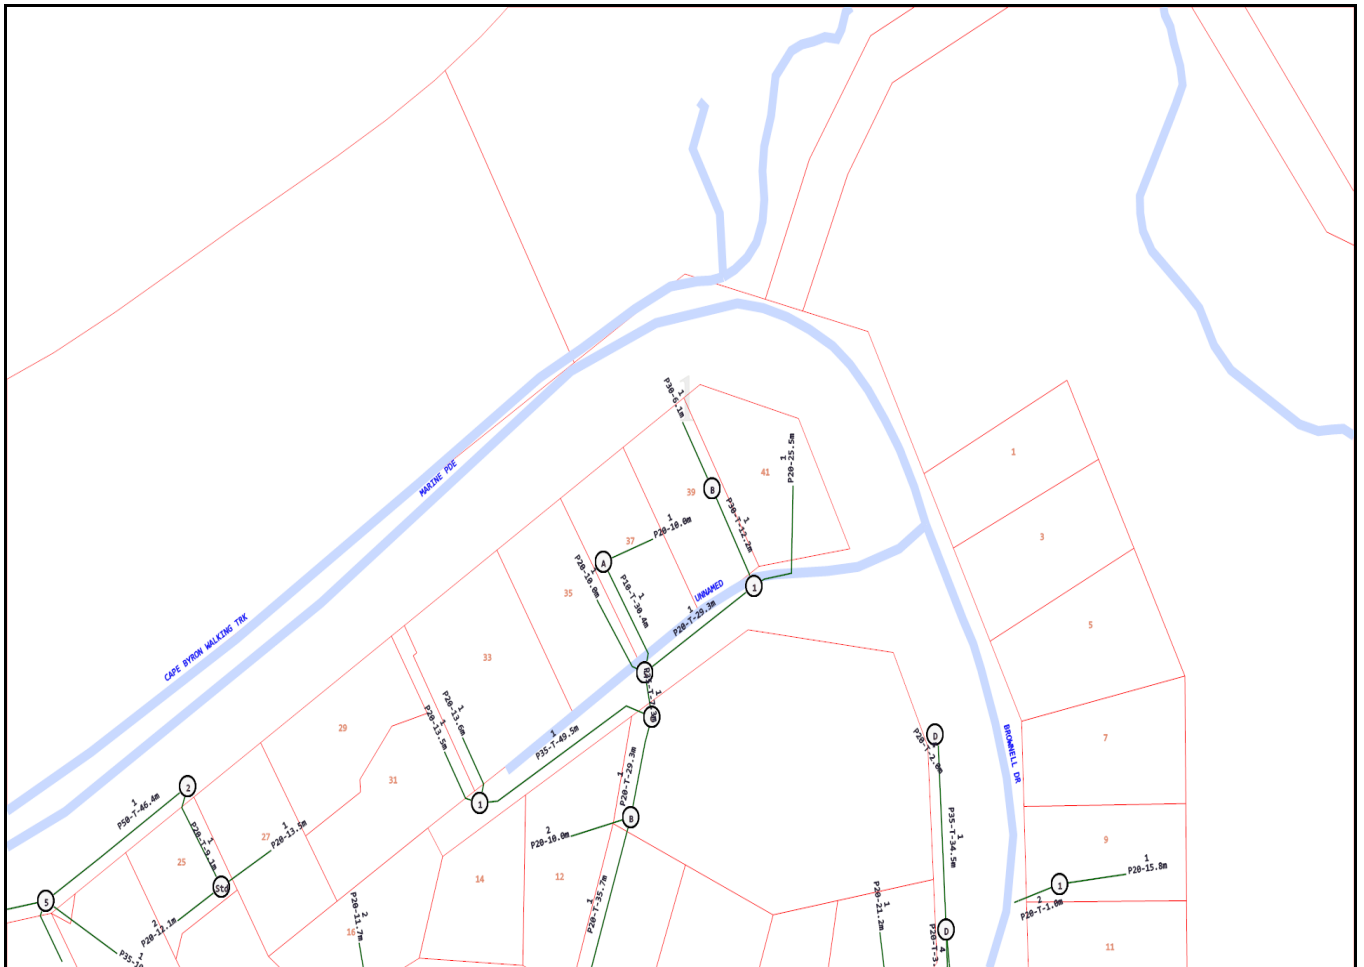 1
P30-6.1m
1
P20-25.5m
41
39
B
1
P30-T-12.2m
MARINE PDE
1
P20-10.0m
37
A
1
P20-10.0m
1
P10-T-30.4m
35
UNNAMED
1
1
P20-T-29.3m
CAPE BYRON WALKING TRK
33
1
3
5
7
9
11
BROWNELL DR
1
P20-13.5m
1
P20-13.6m
29
31
1
P35-T-49.5m
1
2
1
P50-T-46.4m
1
P20-T-9.1m
27
1
P20-13.5m
25
Std
5
2
P20-12.1m
1
1
P20-T-29.3m
B
2
P20-10.0m
14
12
1
P20-T-35.7m
2
P20-11.7m
16
D
P20-T-2.0m
1
P35-T-34.5m
1
P20-21.2m
D
4
1
1
P20-15.8m
2
P20-T-1.0m